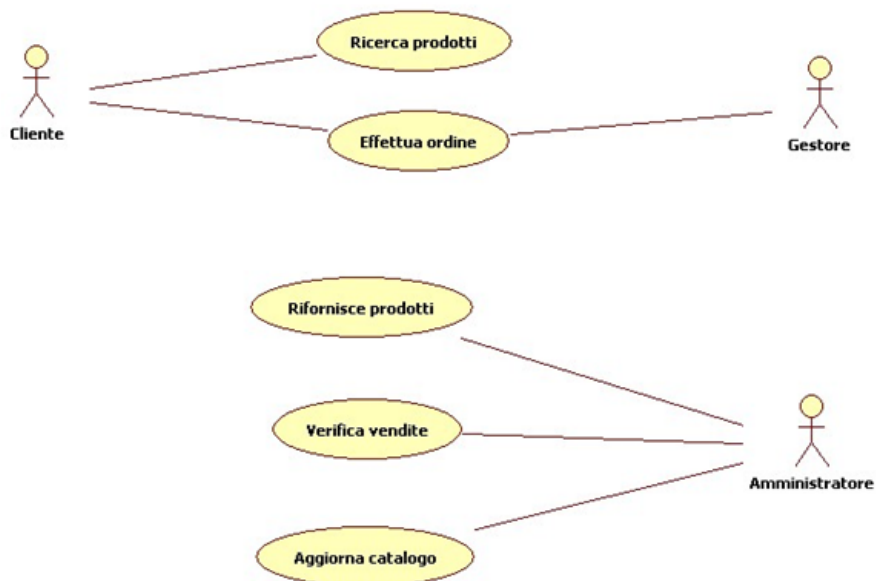 Ricerca prodotti
Cliente
Effettua ordine
Gestore
Rifornisce prodotti
Verifica vendite
Amministratore
Aggiorna catalogo